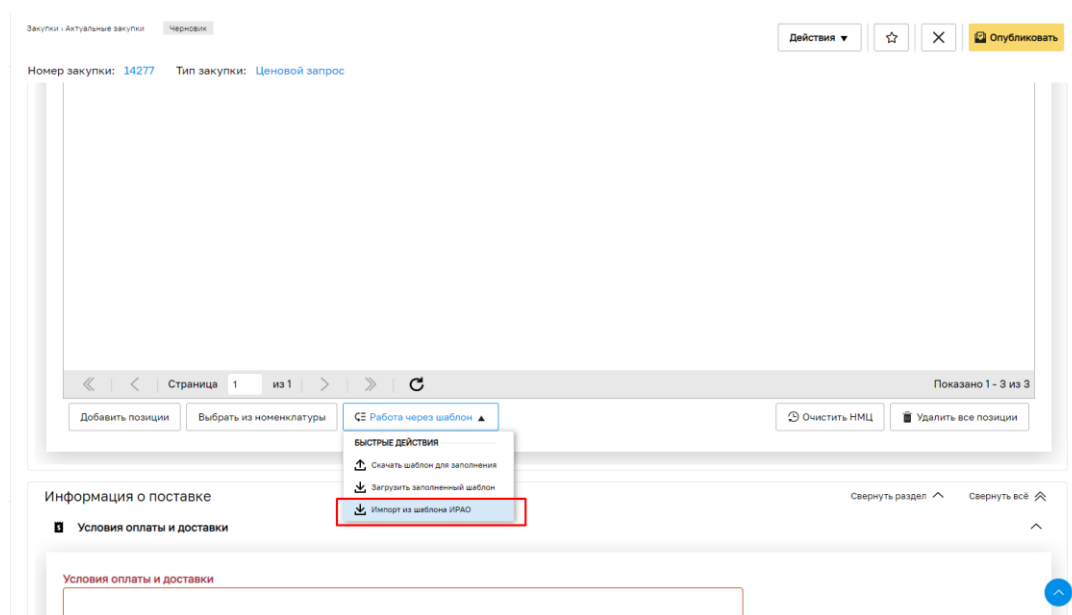 Закупки › Актуальные закупки Черновик
Действия ▼ Опубликовать
Номер закупки: 14277 Тип закупки: Ценовой запрос
Страница 1 из 1 Показано 1 - 3 из 3
Добавить позиции Выбрать из номенклатуры Работа через шаблон ▲ Очистить НМЦ Удалить все позиции
БЫСТРЫЕ ДЕЙСТВИЯ
Скачать шаблон для заполнения
Загрузить заполненный шаблон
Импорт из шаблона ИРАО
Информация о поставке Свернуть раздел Свернуть всё
Условия оплаты и доставки
Условия оплаты и доставки